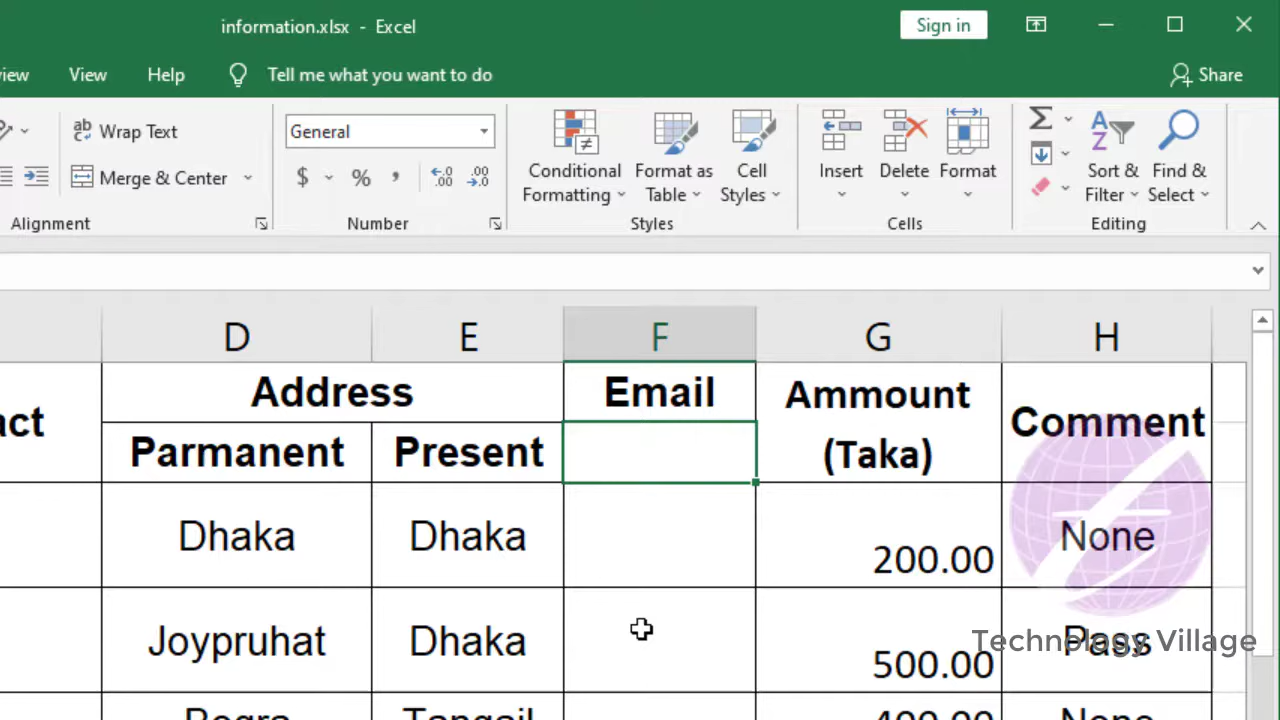 information.xlsx - Excel
Sign in
View Help Tell me what you want to do
Share
Wrap Text
General
Merge & Center
$ % ,
Conditional Formatting
Format as Table
Cell Styles
Insert
Delete
Format
Sort & Filter
Find & Select
Alignment
Number
Styles
Cells
Editing
D E F G H
Address Email Ammount (Taka) Comment
Parmanent Present
Dhaka Dhaka 200.00 None
Joypruhat Dhaka 500.00 Pass
Technology Village